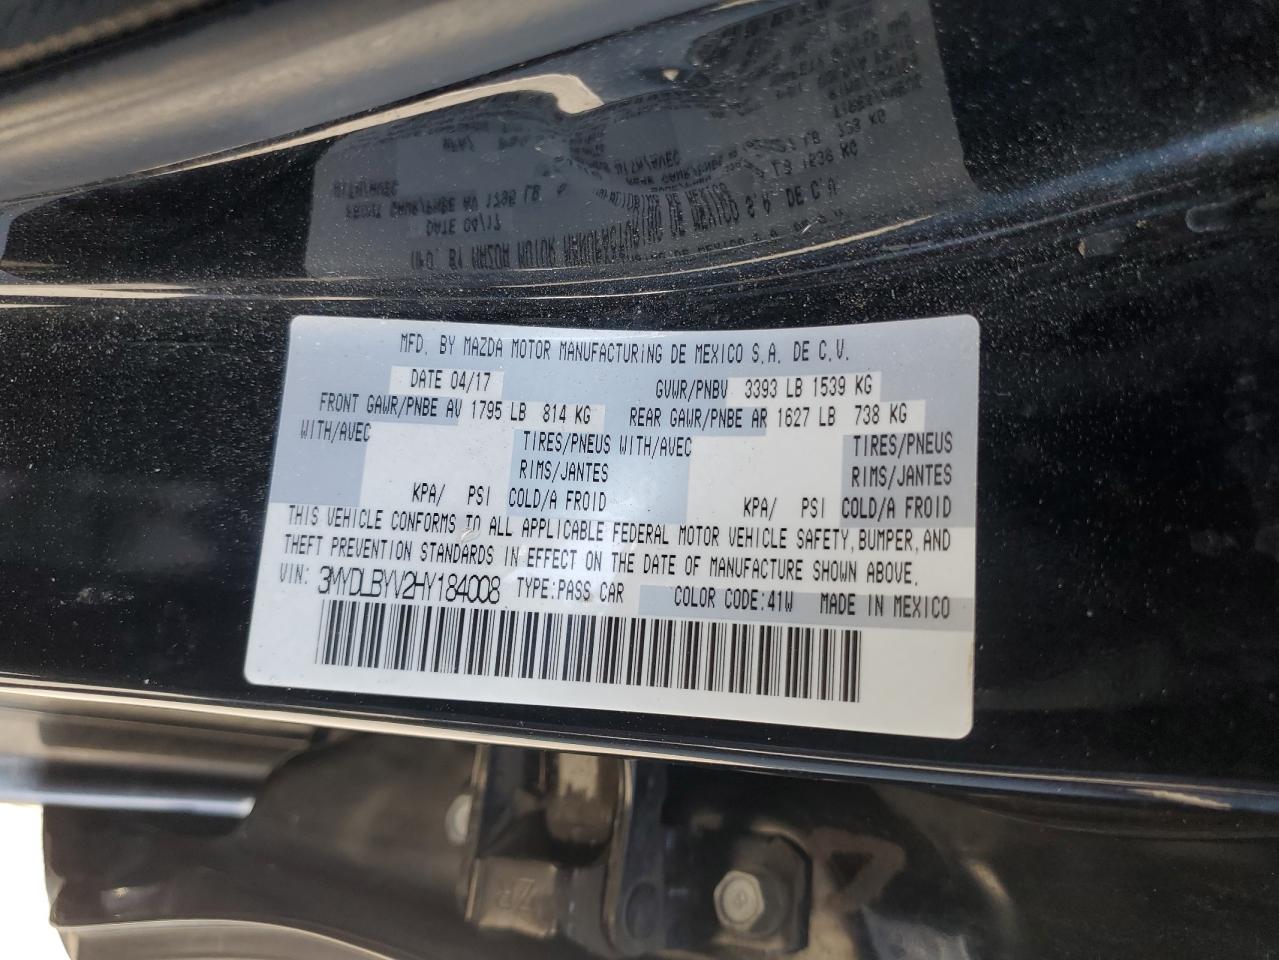 MFD. BY MAZDA MOTOR MANUFACTURING DE MEXICO S.A. DE C.V.
DATE 04/17 GVWR/PNBV 3393 LB 1539 KG
FRONT GAWR/PNBE AV 1795 LB 814 KG REAR GAWR/PNBE AR 1627 LB 738 KG
WITH/AVEC TIRES/PNEUS WITH/AVEC TIRES/PNEUS
RIMS/JANTES RIMS/JANTES
KPA/ PSI COLD/A FROID KPA/ PSI COLD/A FROID
THIS VEHICLE CONFORMS TO ALL APPLICABLE FEDERAL MOTOR VEHICLE SAFETY, BUMPER, AND
THEFT PREVENTION STANDARDS IN EFFECT ON THE DATE OF MANUFACTURE SHOWN ABOVE.
VIN: 3MYDLBYV2HY184008 TYPE:PASS CAR COLOR CODE:41W MADE IN MEXICO